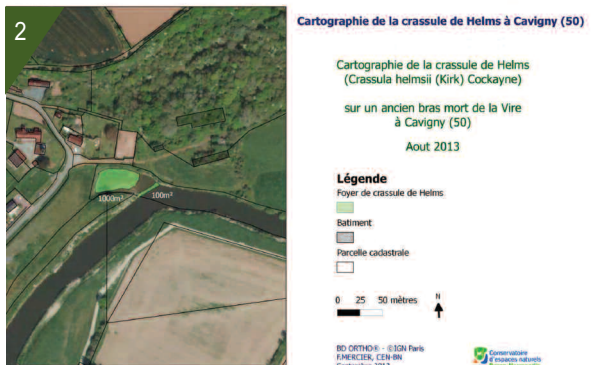 2
Cartographie de la crassule de Helms à Cavigny (50)
Cartographie de la crassule de Helms
(Crassula helmsii (Kirk) Cockayne)
sur un ancien bras mort de la Vire
à Cavigny (50)
Aout 2013
Légende
Foyer de crassule de Helms
Batiment
Parcelle cadastrale
1000m²
100m²
0 25 50 mètres
N
BD ORTHO® - ©IGN Paris
F.MERCIER, CEN-BN
Conservatoire
d'espaces naturels